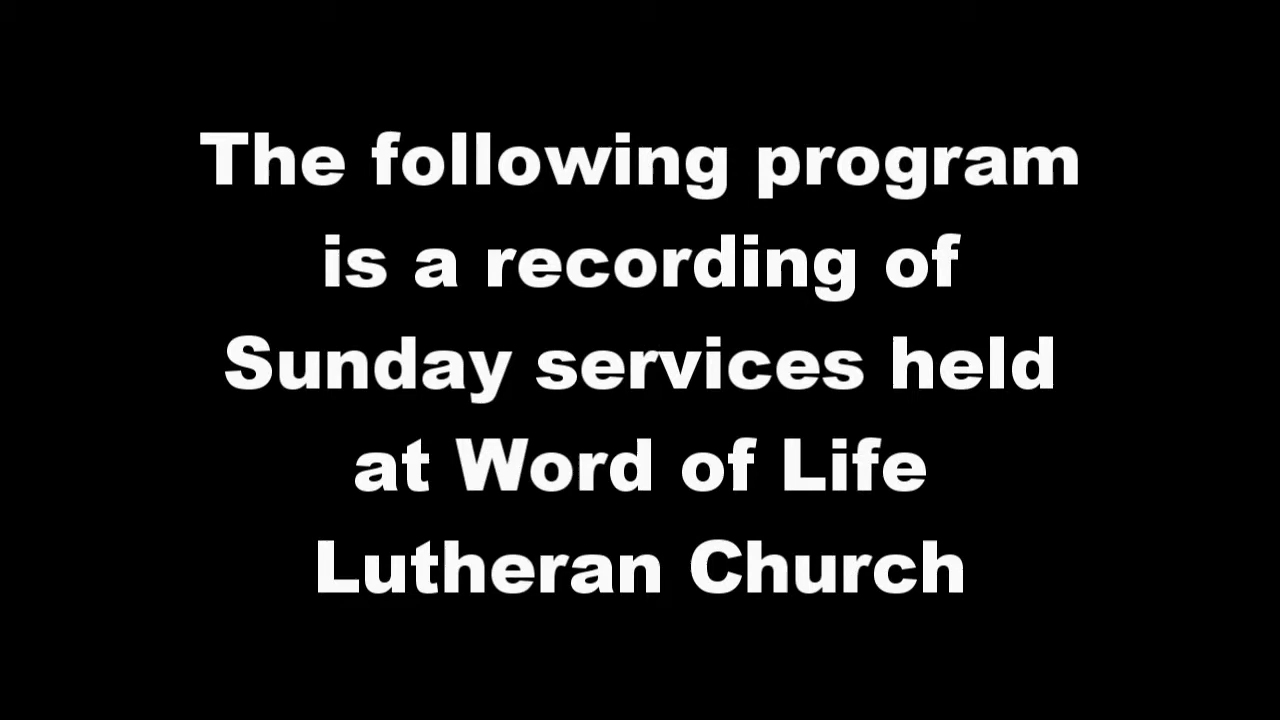 The following program
is a recording of
Sunday services held
at Word of Life
Lutheran Church